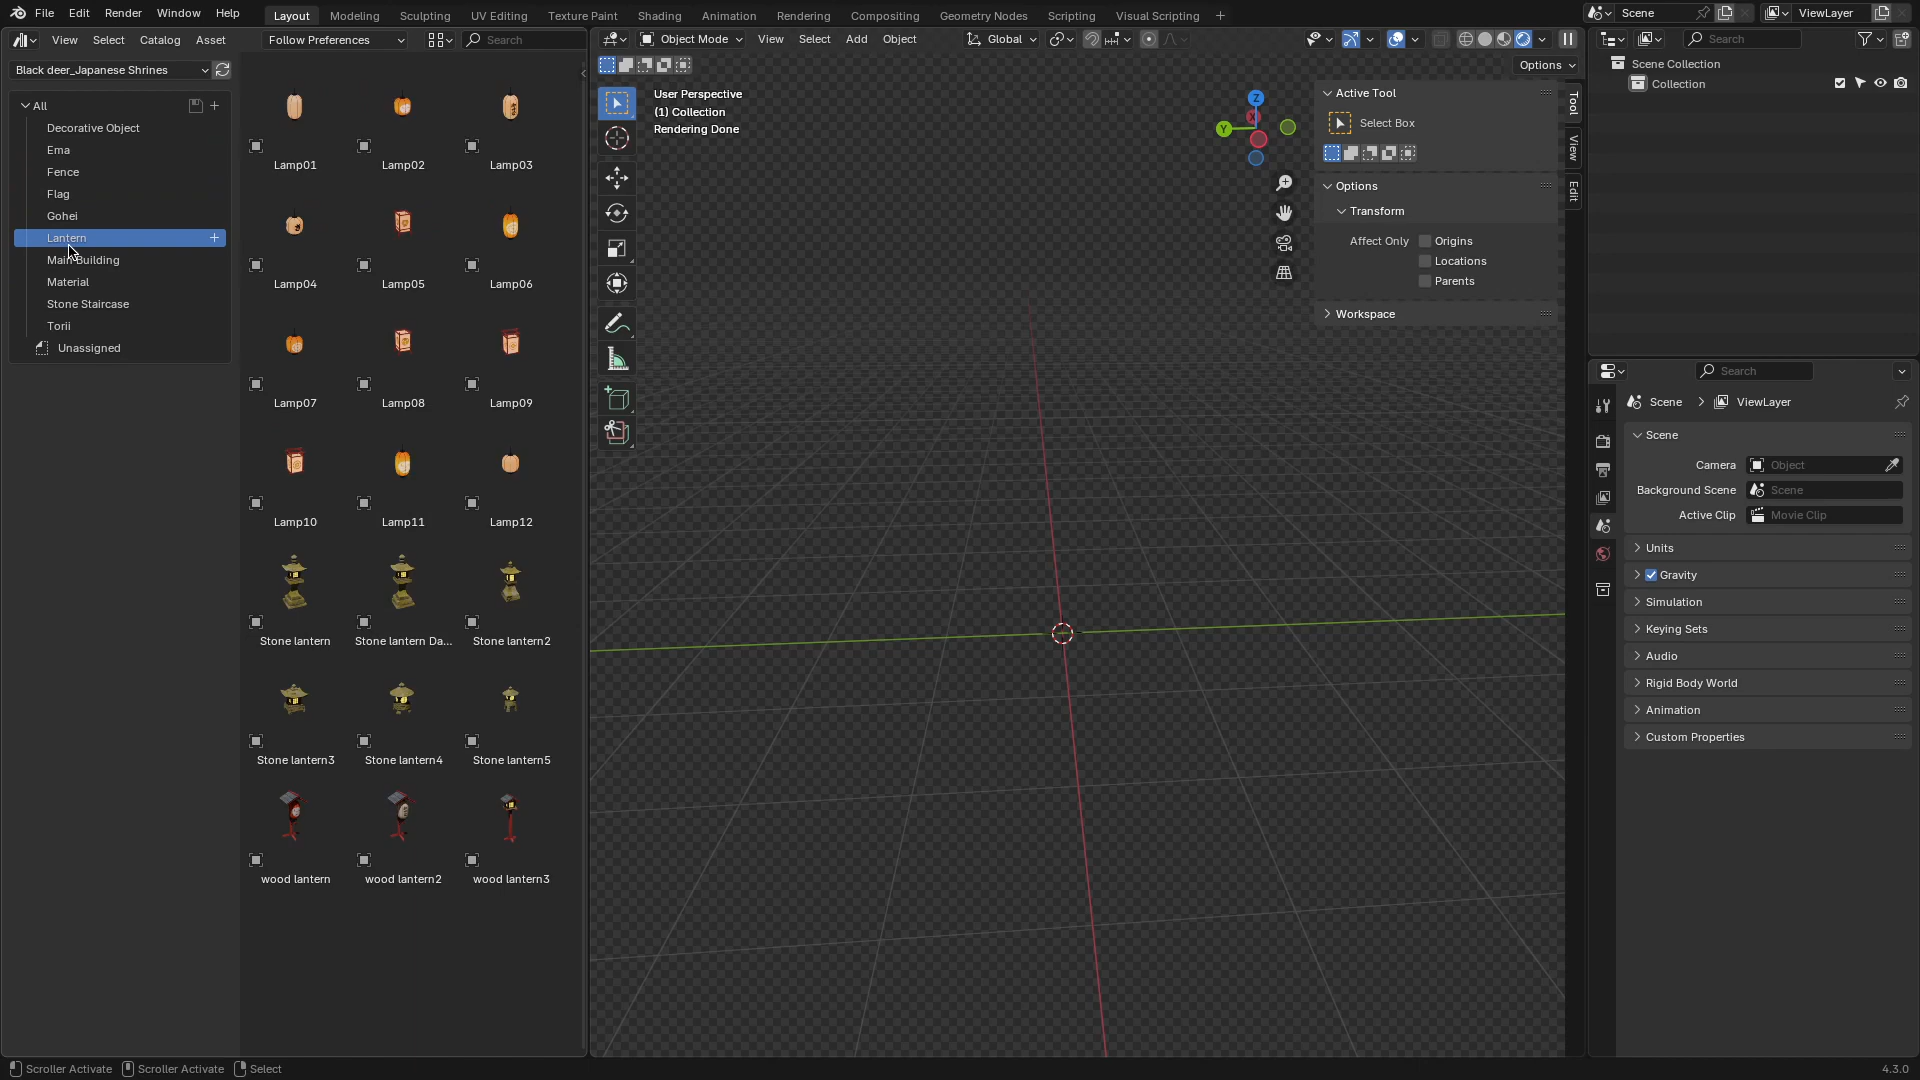 File Edit Render Window Help Layout Modeling Sculpting UV Editing Texture Paint Shading Animation Rendering Compositing Geometry Nodes Scripting Visual Scripting + Scene ViewLayer
View Select Catalog Asset Follow Preferences Search Object Mode View Select Add Object Global Search
Black deer_Japanese Shrines
Options
All
Decorative Object
Ema
Fence
Flag
Gohei
Lantern
Main Building
Material
Stone Staircase
Torii
Unassigned
Lamp01 Lamp02 Lamp03
Lamp04 Lamp05 Lamp06
Lamp07 Lamp08 Lamp09
Lamp10 Lamp11 Lamp12
Stone lantern Stone lantern Da... Stone lantern2
Stone lantern3 Stone lantern4 Stone lantern5
wood lantern wood lantern2 wood lantern3
User Perspective
(1) Collection
Rendering Done
Z
X
Y
Active Tool
Select Box
Options
Transform
Affect Only Origins
Locations
Parents
Workspace
Tool
View
Edit
Scene Collection
Collection
Search
Scene > ViewLayer
Scene
Camera Object
Background Scene Scene
Active Clip Movie Clip
Units
Gravity
Simulation
Keying Sets
Audio
Rigid Body World
Animation
Custom Properties
Scroller Activate Scroller Activate Select 4.3.0